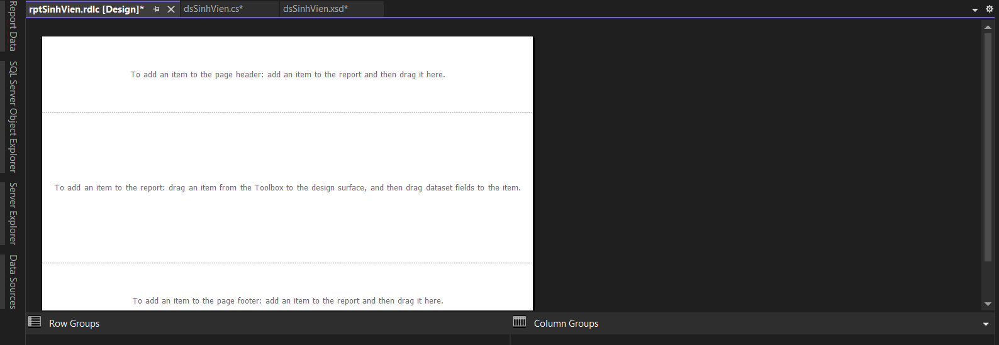 rptSinhVien.rdlc [Design]*
dsSinhVien.cs*
dsSinhVien.xsd*
Report Data
SQL Server Object Explorer
Server Explorer
Data Sources
To add an item to the page header: add an item to the report and then drag it here.
To add an item to the report: drag an item from the Toolbox to the design surface, and then drag dataset fields to the item.
To add an item to the page footer: add an item to the report and then drag it here.
Row Groups
Column Groups